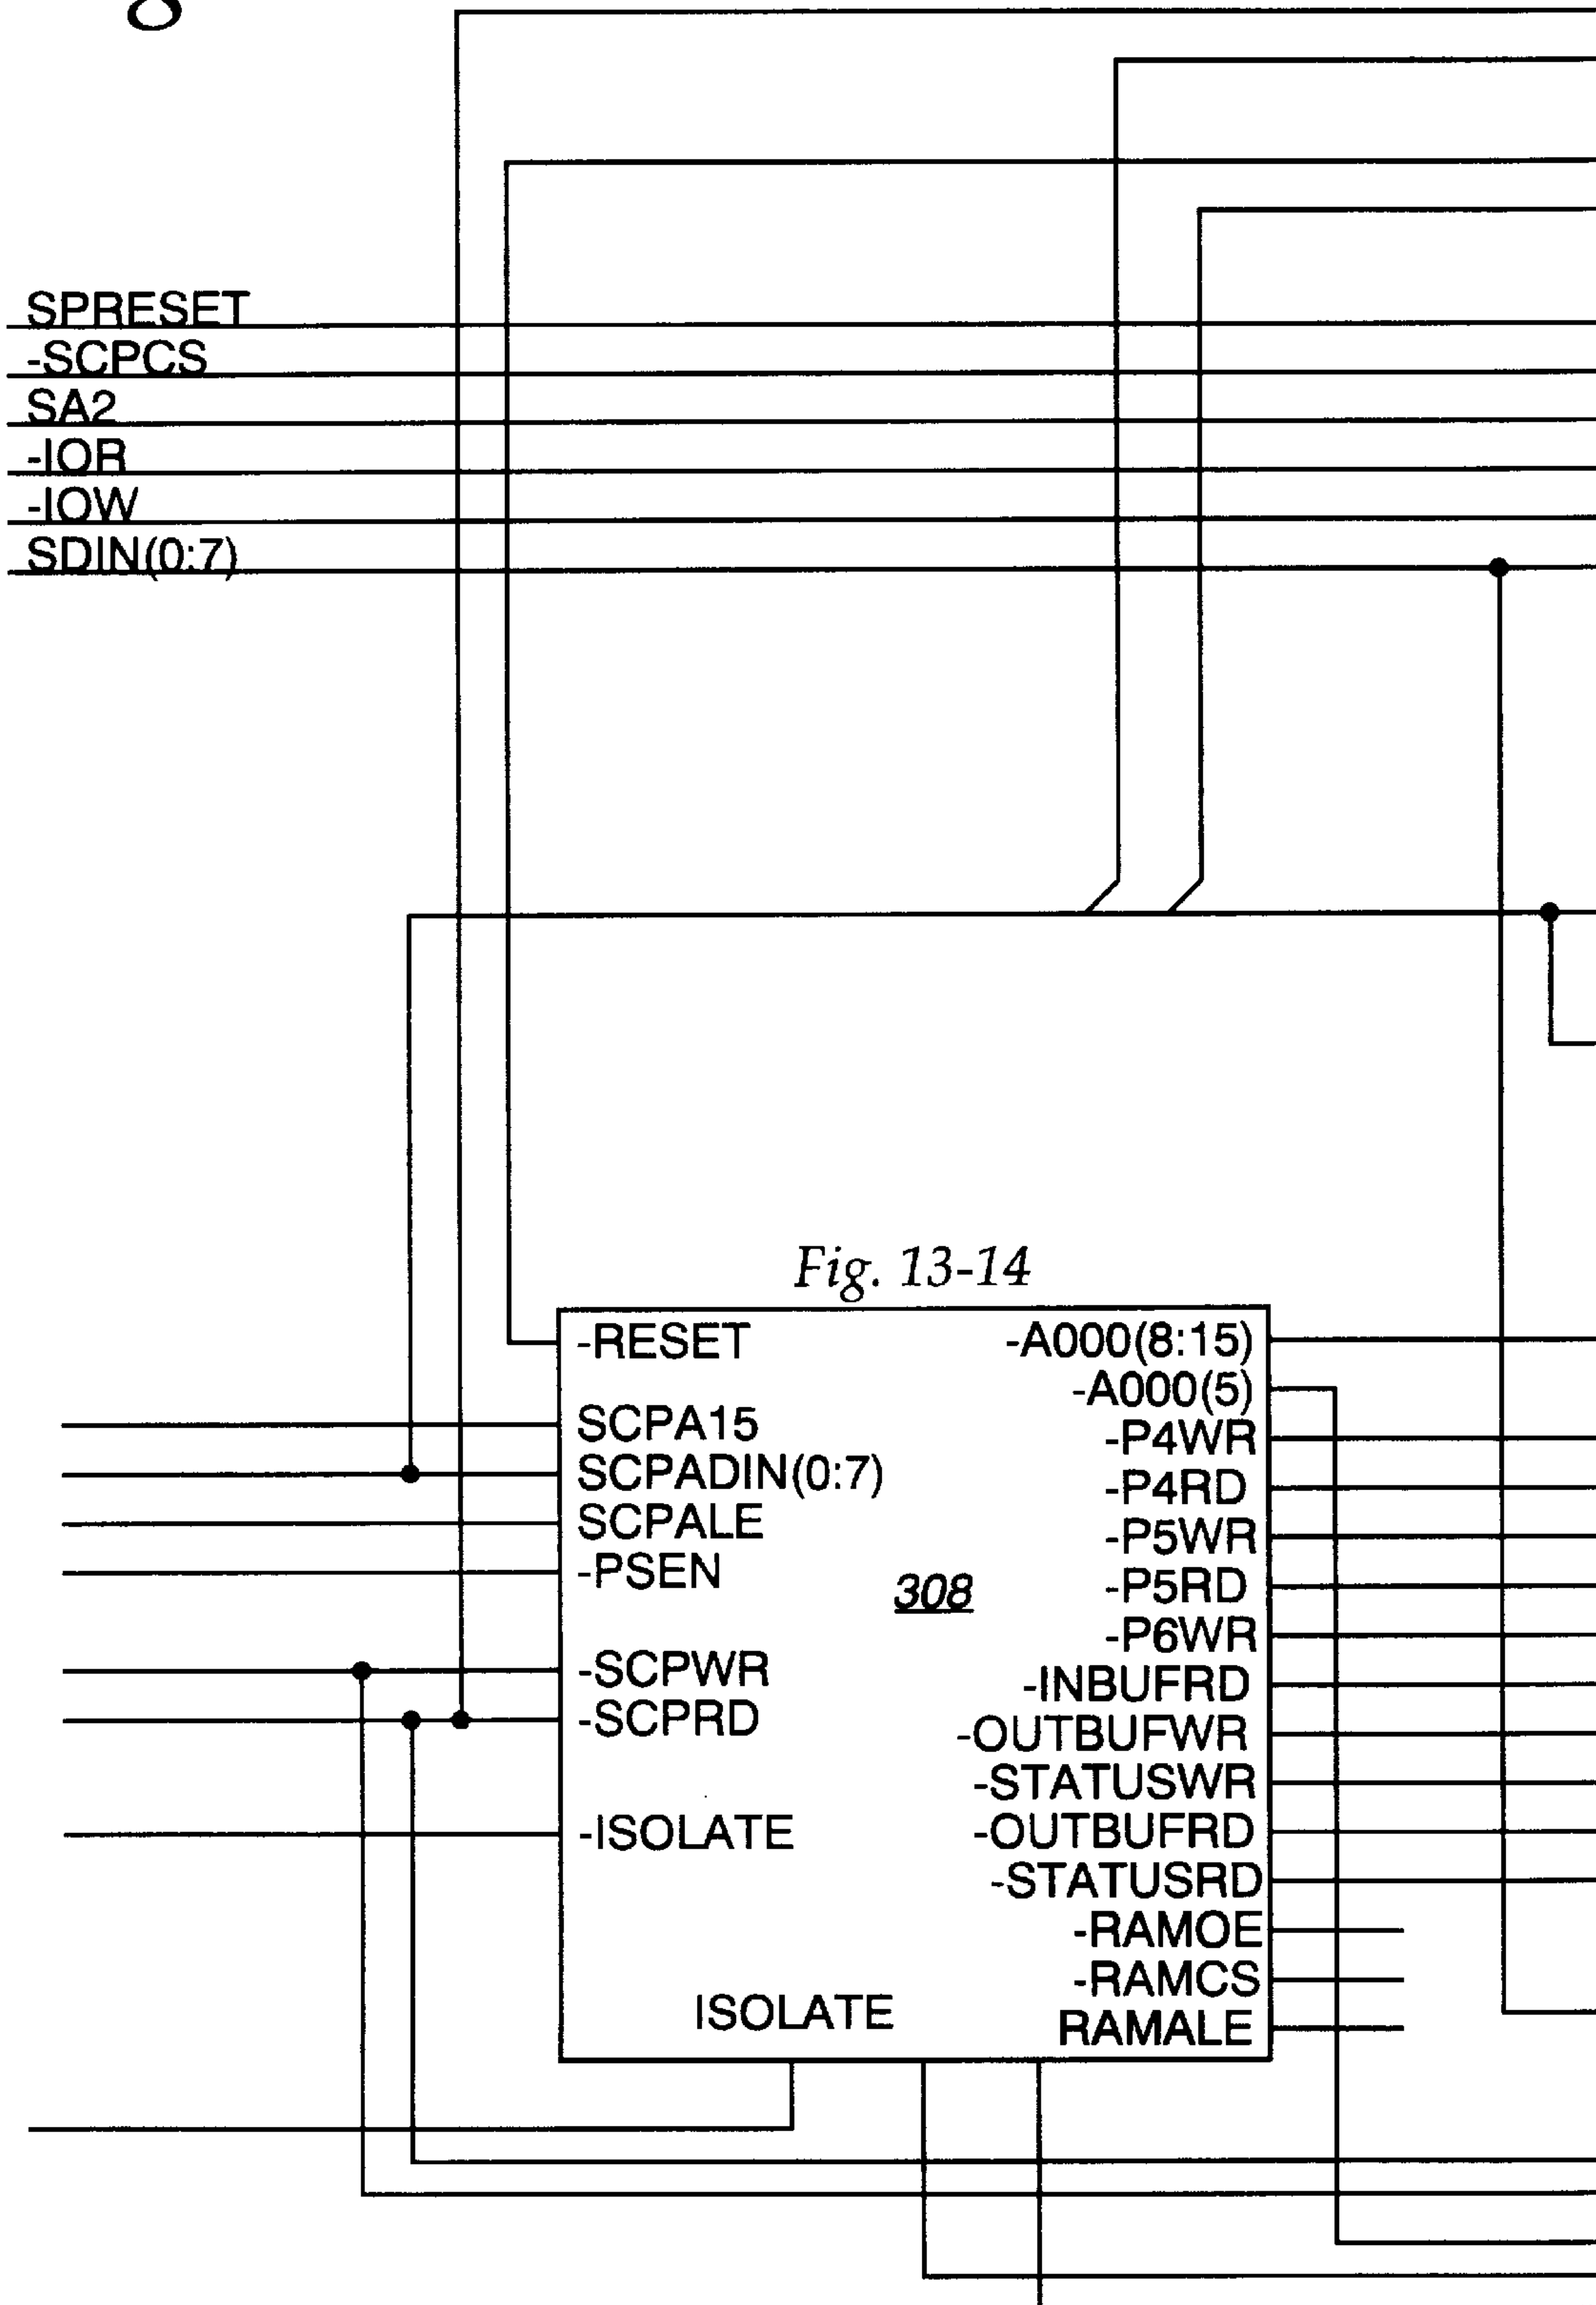 SPRESET
-SCPCS
SA2
-IOR
-IOW
SDIN(0:7)
Fig. 13-14
-RESET
SCPA15
SCPADIN(0:7)
SCPALE
-PSEN
-SCPWR
-SCPRD
-ISOLATE
ISOLATE
308
-A000(8:15)
-A000(5)
-P4WR
-P4RD
-P5WR
-P5RD
-P6WR
-INBUFRD
-OUTBUFWR
-STATUSWR
-OUTBUFRD
-STATUSRD
-RAMOE
-RAMCS
RAMALE